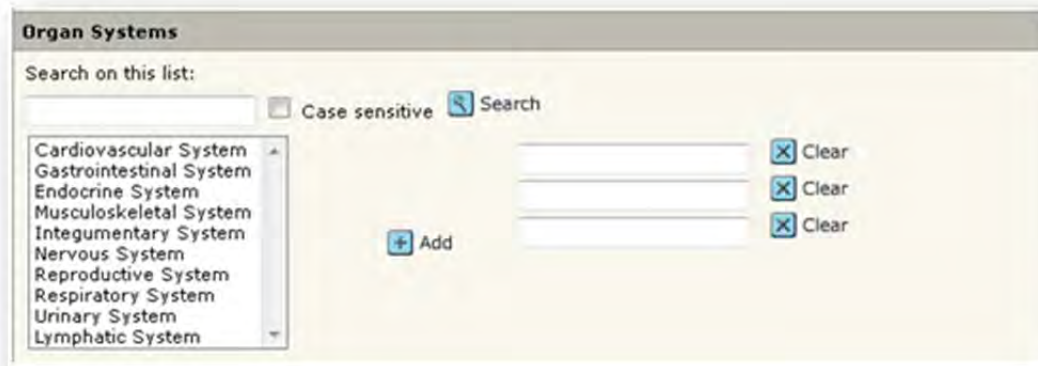 Organ Systems
Search on this list:
Case sensitive Search
Cardiovascular System
Gastrointestinal System
Endocrine System
Musculoskeletal System
Integumentary System
Nervous System
Reproductive System
Respiratory System
Urinary System
Lymphatic System
Add
Clear
Clear
Clear